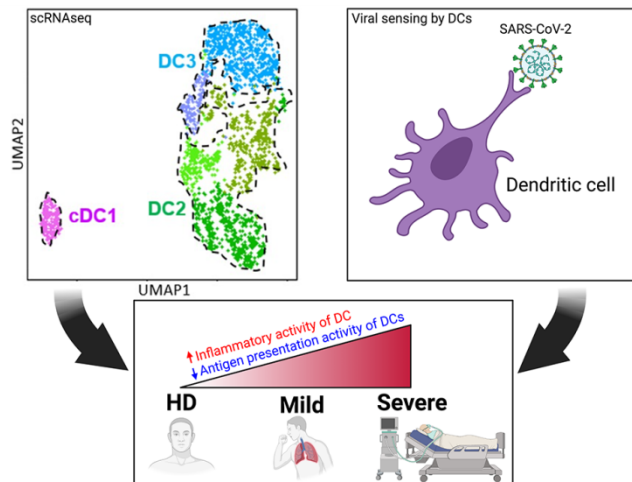 scRNAseq
DC3
cDC1
DC2
UMAP2
UMAP1
Viral sensing by DCs
SARS-CoV-2
Dendritic cell
↑ Inflammatory activity of DC
↓ Antigen presentation activity of DCs
HD
Mild
Severe